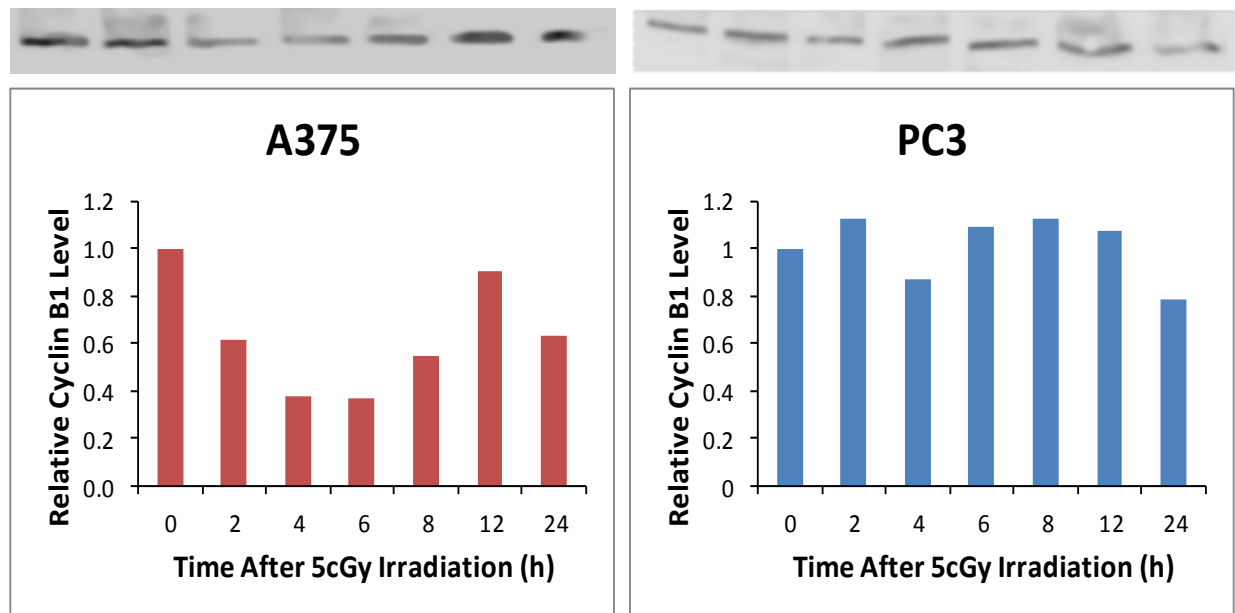 A375
Relative Cyclin B1 Level
1.2
1.0
0.8
0.6
0.4
0.2
0.0
0 2 4 6 8 12 24
Time After 5cGy Irradiation (h)
PC3
Relative Cyclin B1 Level
1.2
1
0.8
0.6
0.4
0.2
0
0 2 4 6 8 12 24
Time After 5cGy Irradiation (h)